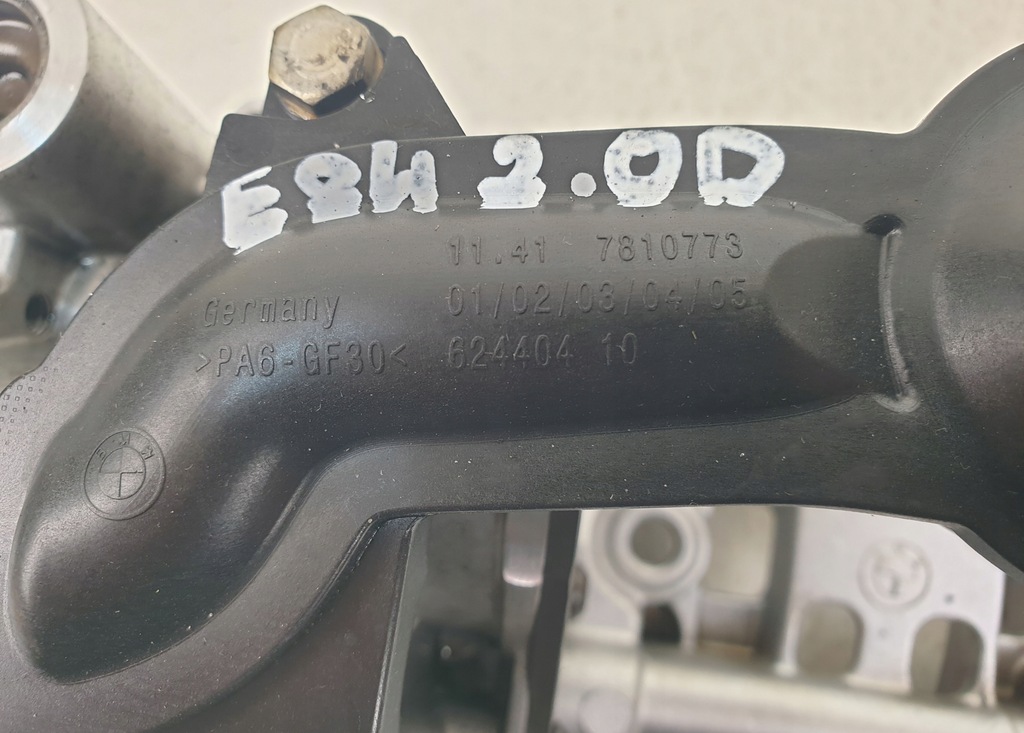 E84 2.0D
11.41 7810773
Germany 01/02/03/04/05
>PA6-GF30< 624404 10